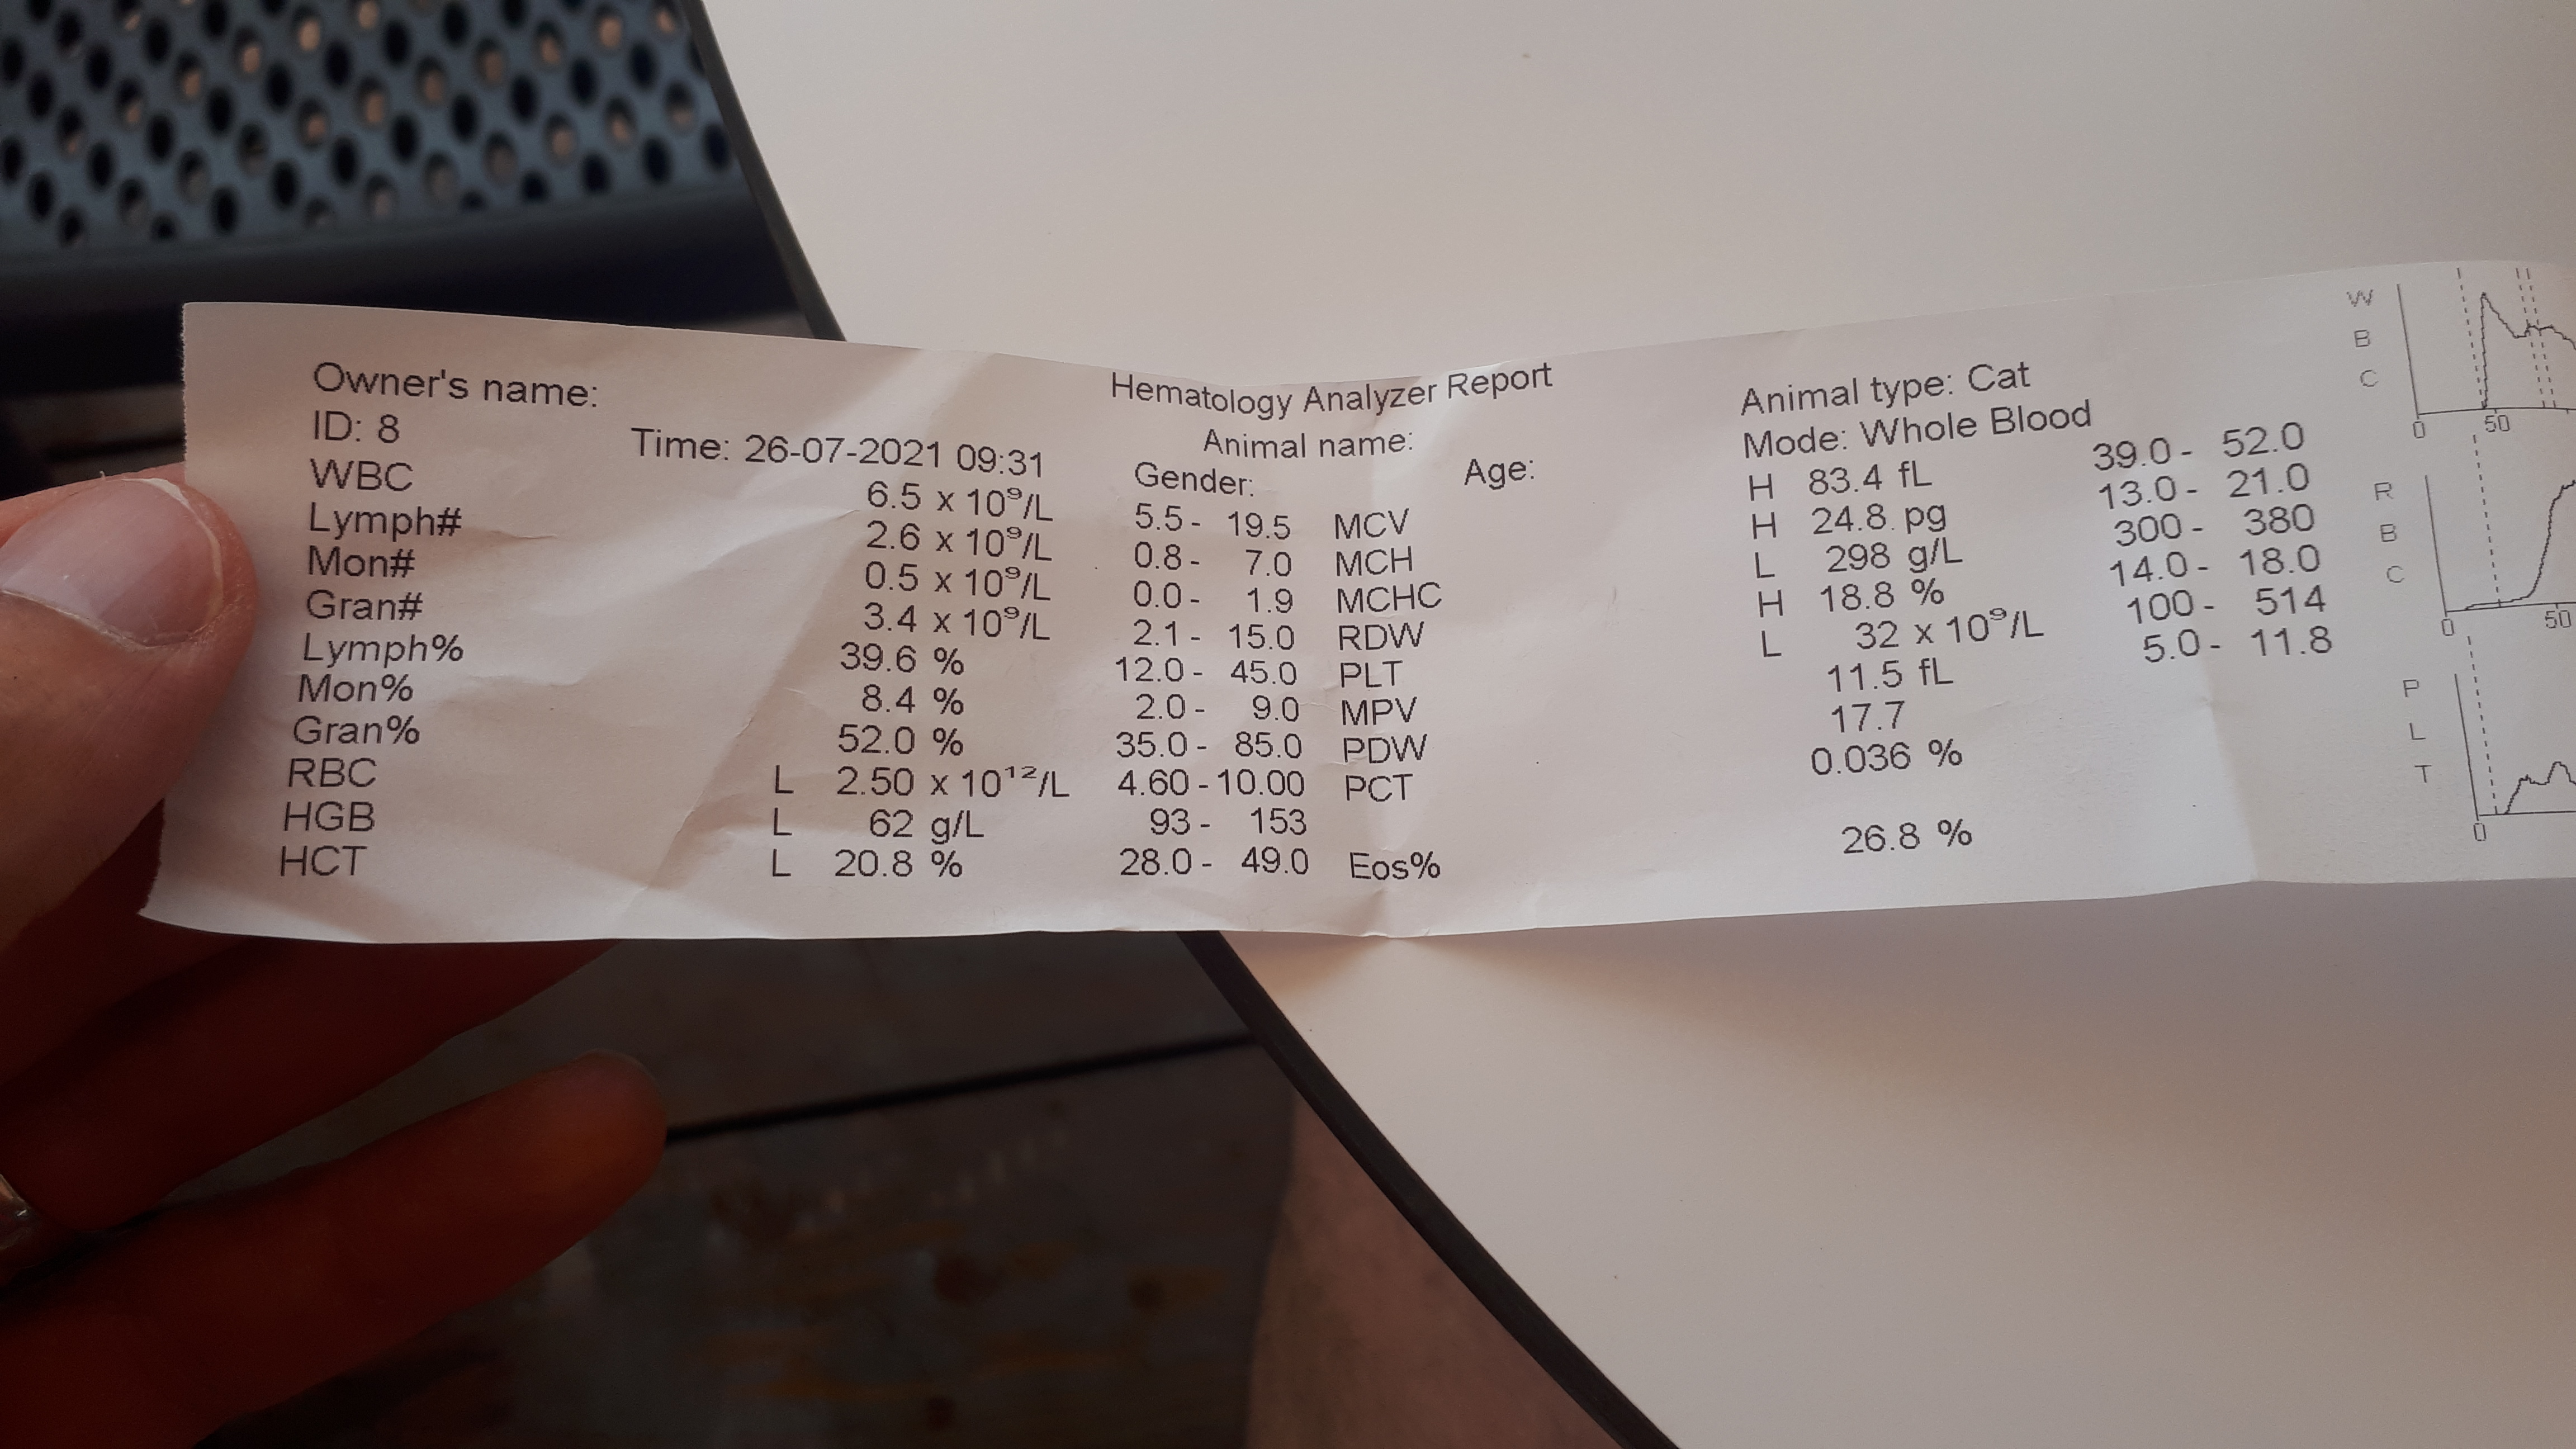 Hematology Analyzer Report
Owner's name: Animal name: Animal type: Cat
ID: 8 Time: 26-07-2021 09:31 Gender: Age: Mode: Whole Blood
WBC 6.5 x 10⁹/L 5.5 - 19.5 MCV H 83.4 fL 39.0 - 52.0
Lymph# 2.6 x 10⁹/L 0.8 - 7.0 MCH H 24.8 pg 13.0 - 21.0
Mon# 0.5 x 10⁹/L 0.0 - 1.9 MCHC L 298 g/L 300 - 380
Gran# 3.4 x 10⁹/L 2.1 - 15.0 RDW H 18.8 % 14.0 - 18.0
Lymph% 39.6 % 12.0 - 45.0 PLT L 32 x 10⁹/L 100 - 514
Mon% 8.4 % 2.0 - 9.0 MPV 11.5 fL 5.0 - 11.8
Gran% 52.0 % 35.0 - 85.0 PDW 17.7
RBC L 2.50 x 10¹²/L 4.60 - 10.00 PCT 0.036 %
HGB L 62 g/L 93 - 153
HCT L 20.8 % 28.0 - 49.0 Eos% 26.8 %
WBC
0 50
RBC
0 50
PLT
0